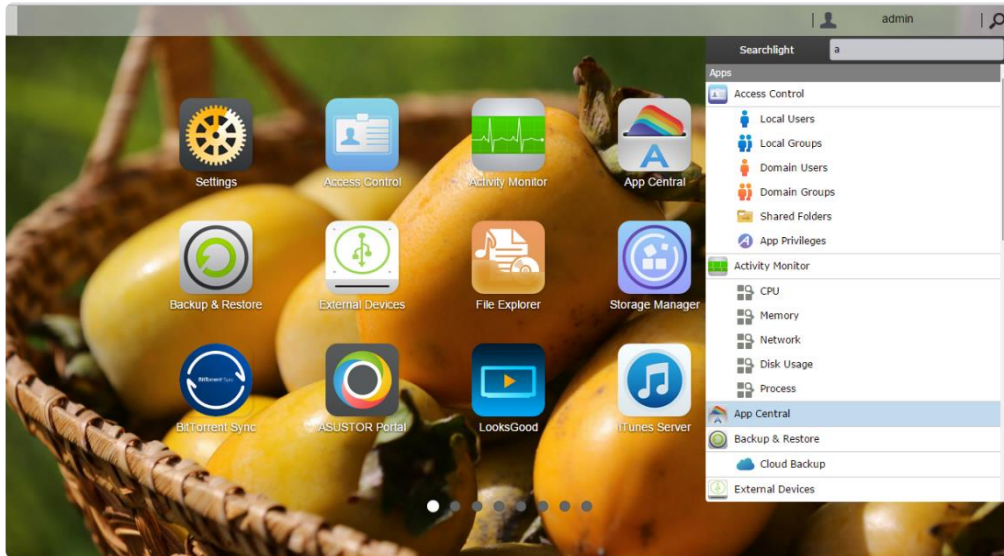 admin
Searchlight a
Apps
Access Control
Local Users
Local Groups
Domain Users
Domain Groups
Shared Folders
App Privileges
Activity Monitor
CPU
Memory
Network
Disk Usage
Process
App Central
Backup & Restore
Cloud Backup
External Devices
Settings Access Control Activity Monitor App Central
Backup & Restore External Devices File Explorer Storage Manager
BitTorrent Sync
BitTorrent Sync ASUSTOR Portal LooksGood iTunes Server